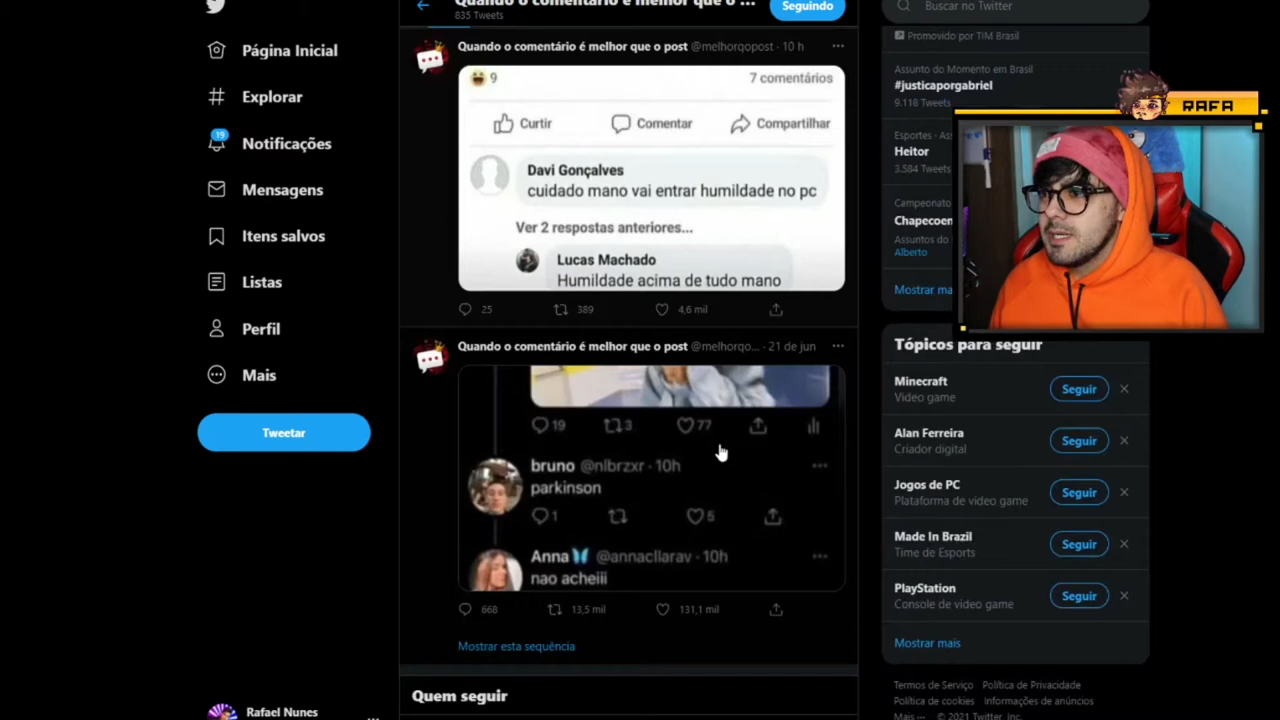 Quando o comentário é melhor que o ...
835 Tweets
Seguindo
Buscar no Twitter
Página Inicial
Explorar
19
Notificações
Mensagens
Itens salvos
Listas
Perfil
Mais
Tweetar
Rafael Nunes
Quando o comentário é melhor que o post @melhorqopost · 10 h
9
7 comentários
Curtir
Comentar
Compartilhar
Davi Gonçalves
cuidado mano vai entrar humildade no pc
Ver 2 respostas anteriores...
Lucas Machado
Humildade acima de tudo mano
25
389
4,6 mil
Quando o comentário é melhor que o post @melhorqo... · 21 de jun
19
3
77
bruno @nlbrzxr · 10h
parkinson
1
5
Anna @annacllarav · 10h
nao acheiii
668
13,5 mil
131,1 mil
Mostrar esta sequência
Quem seguir
Promovido por TIM Brasil
Assunto do Momento em Brasil
#justicaporgabriel
9.118 Tweets
RAFA
Esportes · Ass
Heitor
3.584 Tweets
Campeonato
Chapecoen
Assuntos do
Alberto
Mostrar ma
Tópicos para seguir
Minecraft
Video game
Seguir
Alan Ferreira
Criador digital
Seguir
Jogos de PC
Plataforma de video game
Seguir
Made In Brazil
Time de Esports
Seguir
PlayStation
Console de video game
Seguir
Mostrar mais
Termos de Serviço Política de Privacidade
Política de cookies Informações de anúncios
Mais ... © 2021 Twitter, Inc.